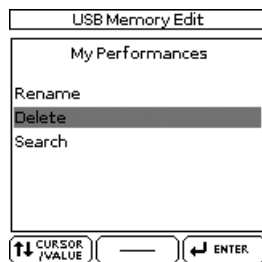 USB Memory Edit
My Performances
Rename
Delete
Search
CURSOR
/VALUE
ENTER